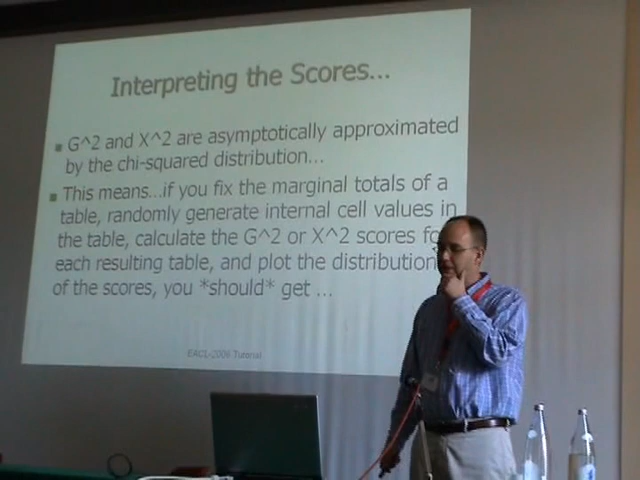 Interpreting the Scores...
G^2 and X^2 are asymptotically approximated
by the chi-squared distribution...
This means...if you fix the marginal totals of a
table, randomly generate internal cell values in
the table, calculate the G^2 or X^2 scores fo
each resulting table, and plot the distribution
of the scores, you *should* get ...
EACL-2006 Tutorial